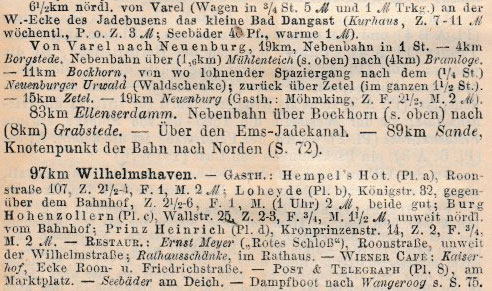 6½km nördl. von Varel (Wagen in ¾ St. 5 ℳ und 1 ℳ Trkg.) an der
W.-Ecke des Jadebusens das kleine Bad Dangast (Kurhaus, Z. 7-11 ℳ
wöchentl., P. o. Z. 3 ℳ; Seebäder 40 Pf., warme 1 ℳ).
Von Varel nach Neuenburg, 19km, Nebenbahn in 1 St. — 4km
Borgstede. Nebenbahn über (1,6km) Mühlenteich (s. oben) nach (4km) Bramloge.
— 11km Bockhorn, von wo lohnender Spaziergang nach dem (¼ St.)
Neuenburger Urwald (Waldschenke); zurück über Zetel (im ganzen 1½ St.).
— 15km Zetel. — 19km Neuenburg (Gasth.: Möhmking, Z. F. 2½, M. 2 ℳ).
83km Ellenserdamm. Nebenbahn über Bockhorn (s. oben) nach
(8km) Grabstede. — Über den Ems-Jadekanal. — 89km Sande,
Knotenpunkt der Bahn nach Norden (S. 72).
97km Wilhelmshaven. — GASTH.: Hempel's Hot. (Pl. a), Roon-
straße 107, Z. 2½-4, F. 1, M. 2 ℳ; Loheyde (Pl. b), Königstr. 32, gegen-
über dem Bahnhof, Z. 2½-6, F. 1, M. (1 Uhr) 2 ℳ, beide gut; Burg
Hohenzollern (Pl. c), Wallstr. 25, Z. 2-3, F. ¾, M. 1½ ℳ, unweit nördl.
vom Bahnhof; Prinz Heinrich (Pl. d), Kronprinzenstr. 14, Z. 2, F. ¾,
M. 2 ℳ. — RESTAUR.: Ernst Meyer („Rotes Schloß“), Roonstraße, unweit
der Wilhelmstraße; Rathausschänke, im Rathaus. — WIENER CAFÉ: Kaiser-
hof, Ecke Roon- u. Friedrichstraße. — POST & TELEGRAPH (Pl. 8), am
Marktplatz. — Seebäder am Deich. — Dampfboot nach Wangeroog s. S. 75.